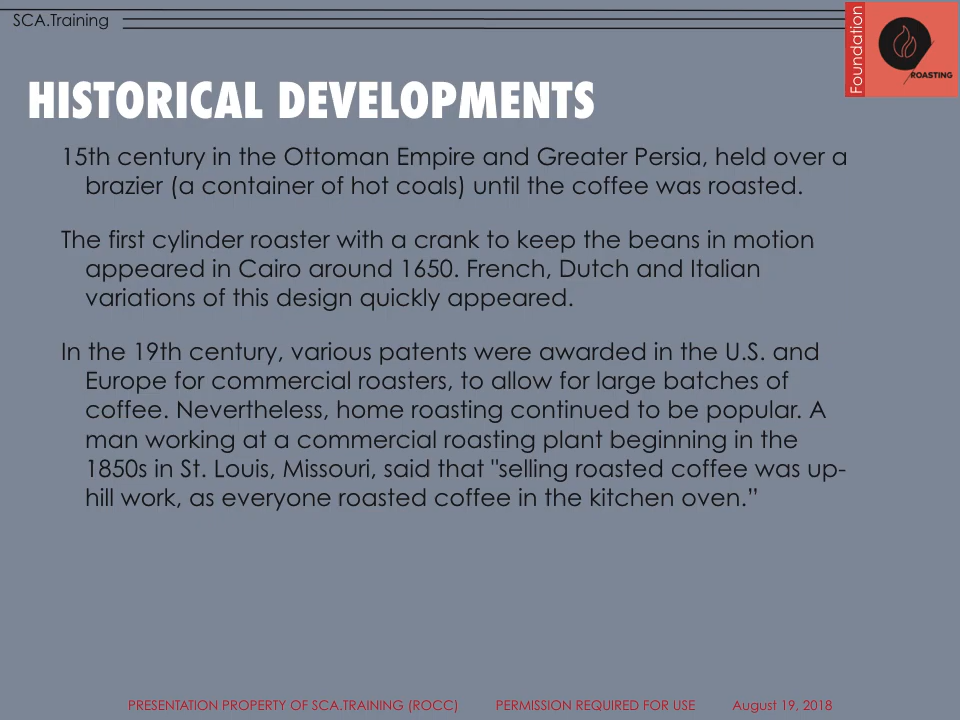 SCA.Training
Foundation
ROASTING
HISTORICAL DEVELOPMENTS
15th century in the Ottoman Empire and Greater Persia, held over a
brazier (a container of hot coals) until the coffee was roasted.
The first cylinder roaster with a crank to keep the beans in motion
appeared in Cairo around 1650. French, Dutch and Italian
variations of this design quickly appeared.
In the 19th century, various patents were awarded in the U.S. and
Europe for commercial roasters, to allow for large batches of
coffee. Nevertheless, home roasting continued to be popular. A
man working at a commercial roasting plant beginning in the
1850s in St. Louis, Missouri, said that "selling roasted coffee was up-
hill work, as everyone roasted coffee in the kitchen oven.”
PRESENTATION PROPERTY OF SCA.TRAINING (ROCC) PERMISSION REQUIRED FOR USE August 19, 2018